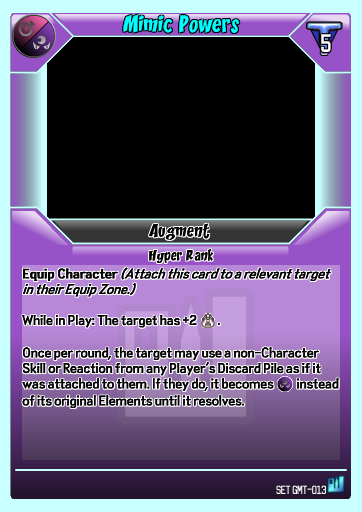 Mimic Powers
5
Augment
Hyper Rank
Equip Character (Attach this card to a relevant target
in their Equip Zone.)
While in Play: The target has +2 .
Once per round, the target may use a non-Character
Skill or Reaction from any Player's Discard Pile as if it
was attached to them. If they do, it becomes instead
of its original Elements until it resolves.
SET GMT-013